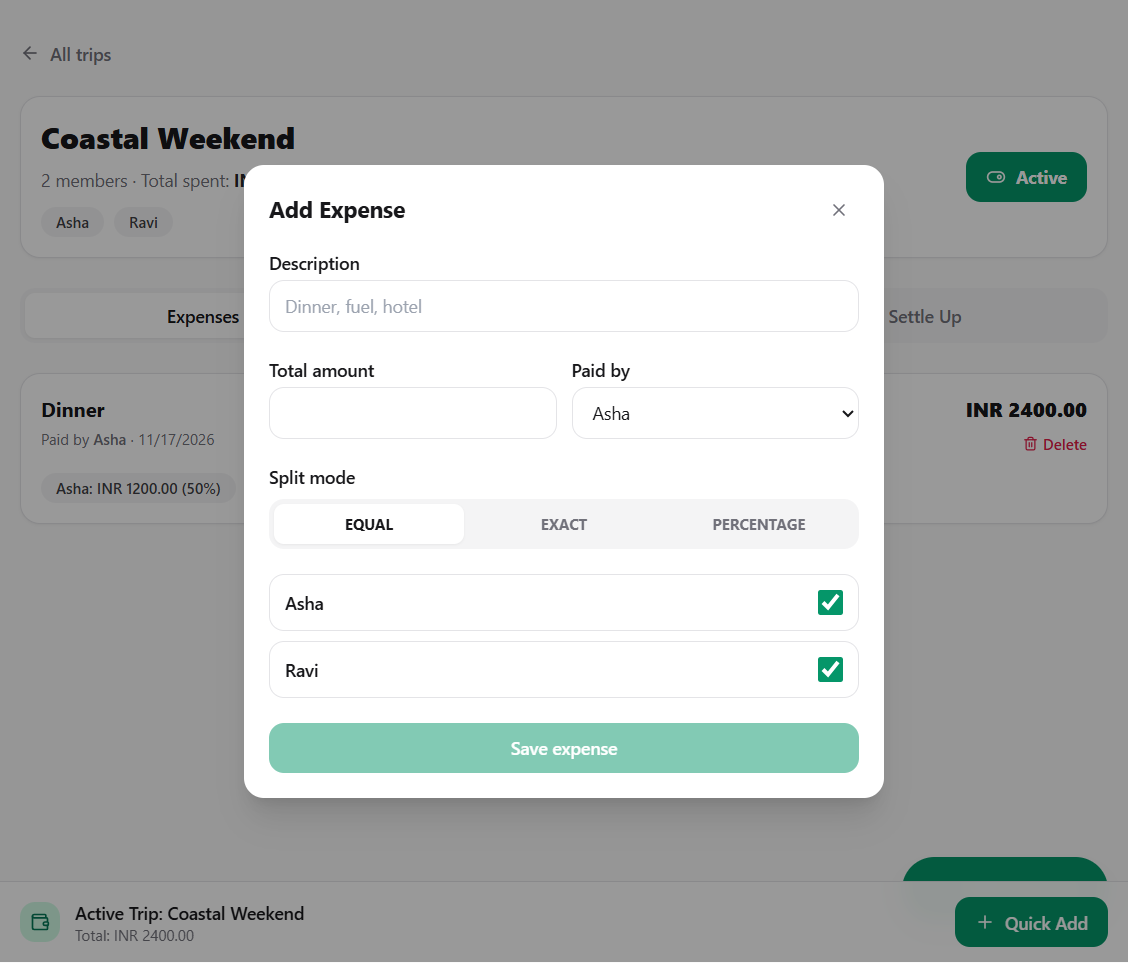 All trips
Coastal Weekend
2 members · Total spent:
Asha Ravi
Active
Expenses
Settle Up
Dinner
Paid by Asha · 11/17/2026
Asha: INR 1200.00 (50%)
INR 2400.00
Delete
Add Expense
Description
Dinner, fuel, hotel
Total amount Paid by
Asha
Split mode
EQUAL EXACT PERCENTAGE
Asha
Ravi
Save expense
Active Trip: Coastal Weekend
Total: INR 2400.00
Quick Add